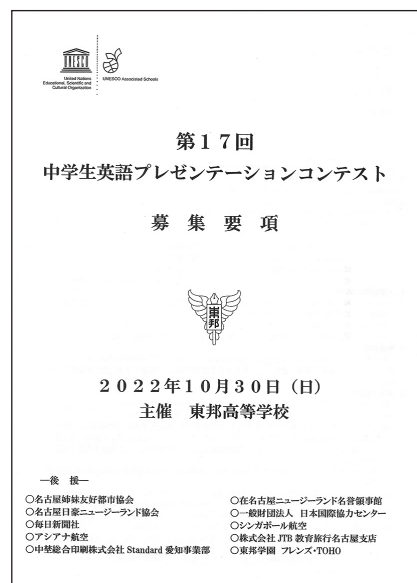 United Nations
Educational, Scientific and
Cultural Organization
UNESCO Associated Schools
第17回
中学生英語プレゼンテーションコンテスト
募集要項
東邦
2022年10月30日（日）
主催 東邦高等学校
―後 援―
○名古屋姉妹友好都市協会
○名古屋日豪ニュージーランド協会
○毎日新聞社
○アシアナ航空
○中埜総合印刷株式会社 Standard 愛知事業部
○在名古屋ニュージーランド名誉領事館
○一般財団法人 日本国際協力センター
○シンガポール航空
○株式会社 JTB 教育旅行名古屋支店
○東邦学園 フレンズ・TOHO